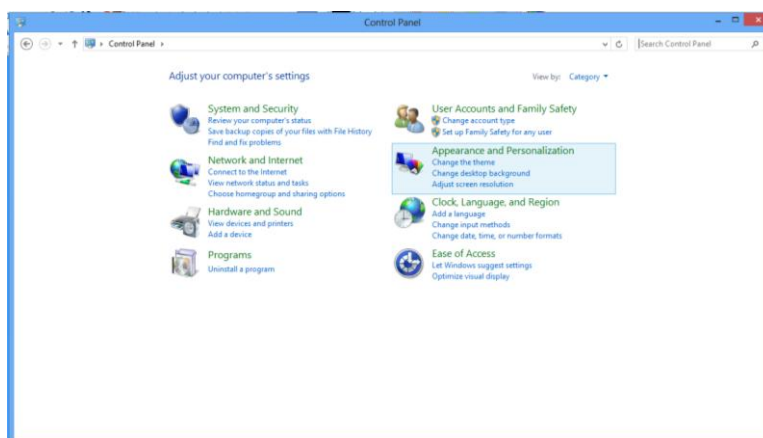 Control Panel
Control Panel
Search Control Panel
Adjust your computer's settings
View by: Category
System and Security
Review your computer's status
Save backup copies of your files with File History
Find and fix problems
Network and Internet
Connect to the Internet
View network status and tasks
Choose homegroup and sharing options
Hardware and Sound
View devices and printers
Add a device
Programs
Uninstall a program
User Accounts and Family Safety
Change account type
Set up Family Safety for any user
Appearance and Personalization
Change the theme
Change desktop background
Adjust screen resolution
Clock, Language, and Region
Add a language
Change input methods
Change date, time, or number formats
Ease of Access
Let Windows suggest settings
Optimize visual display